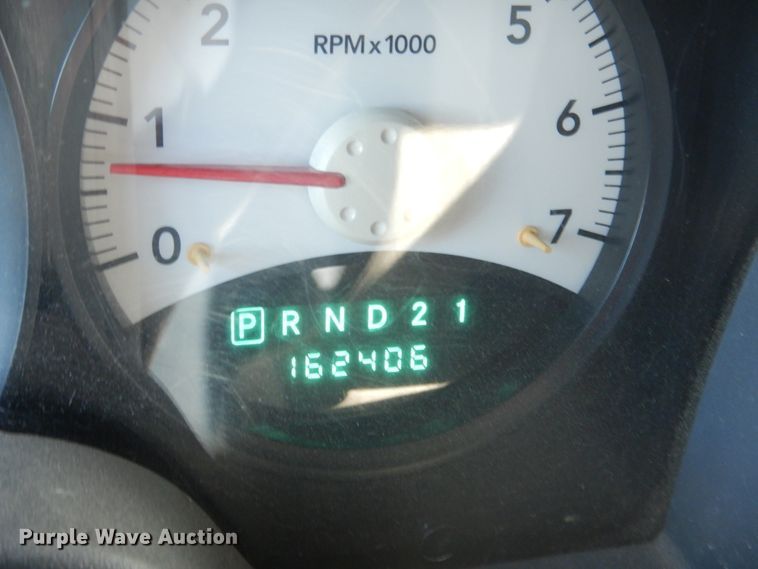 2 5
RPM x 1000
1 6
0 7
P R N D 2 1
162406
Purple Wave Auction